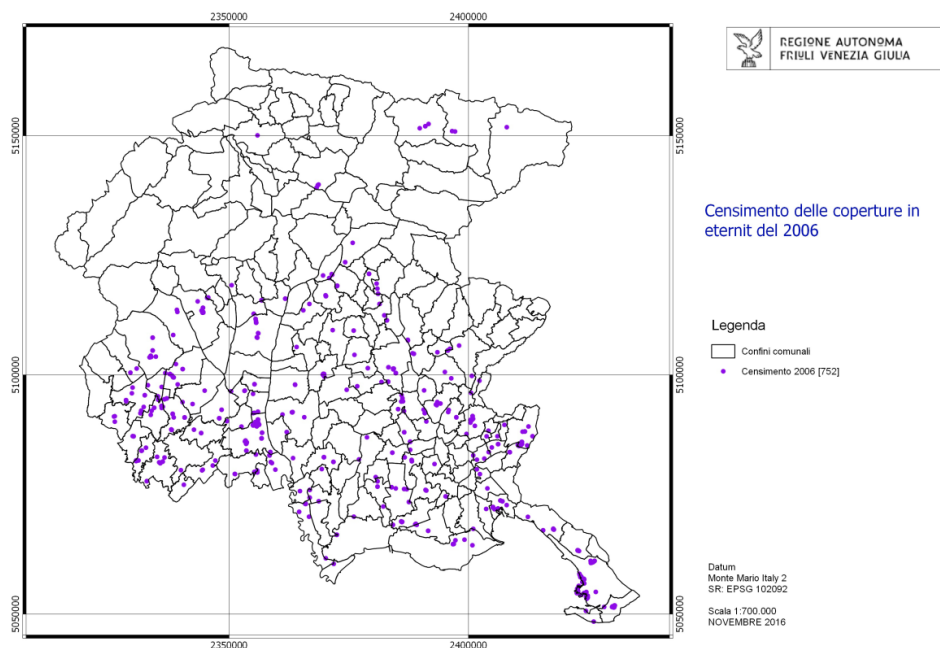 2350000 2400000
REGIONE AUTONOMA
FRIULI VENEZIA GIULIA
5150000 5150000
Censimento delle coperture in
eternit del 2006
Legenda
Confini comunali
Censimento 2006 [752]
5100000 5100000
Datum
Monte Mario Italy 2
SR: EPSG 102092
Scala 1:700.000
NOVEMBRE 2016
5050000 5050000
2350000 2400000